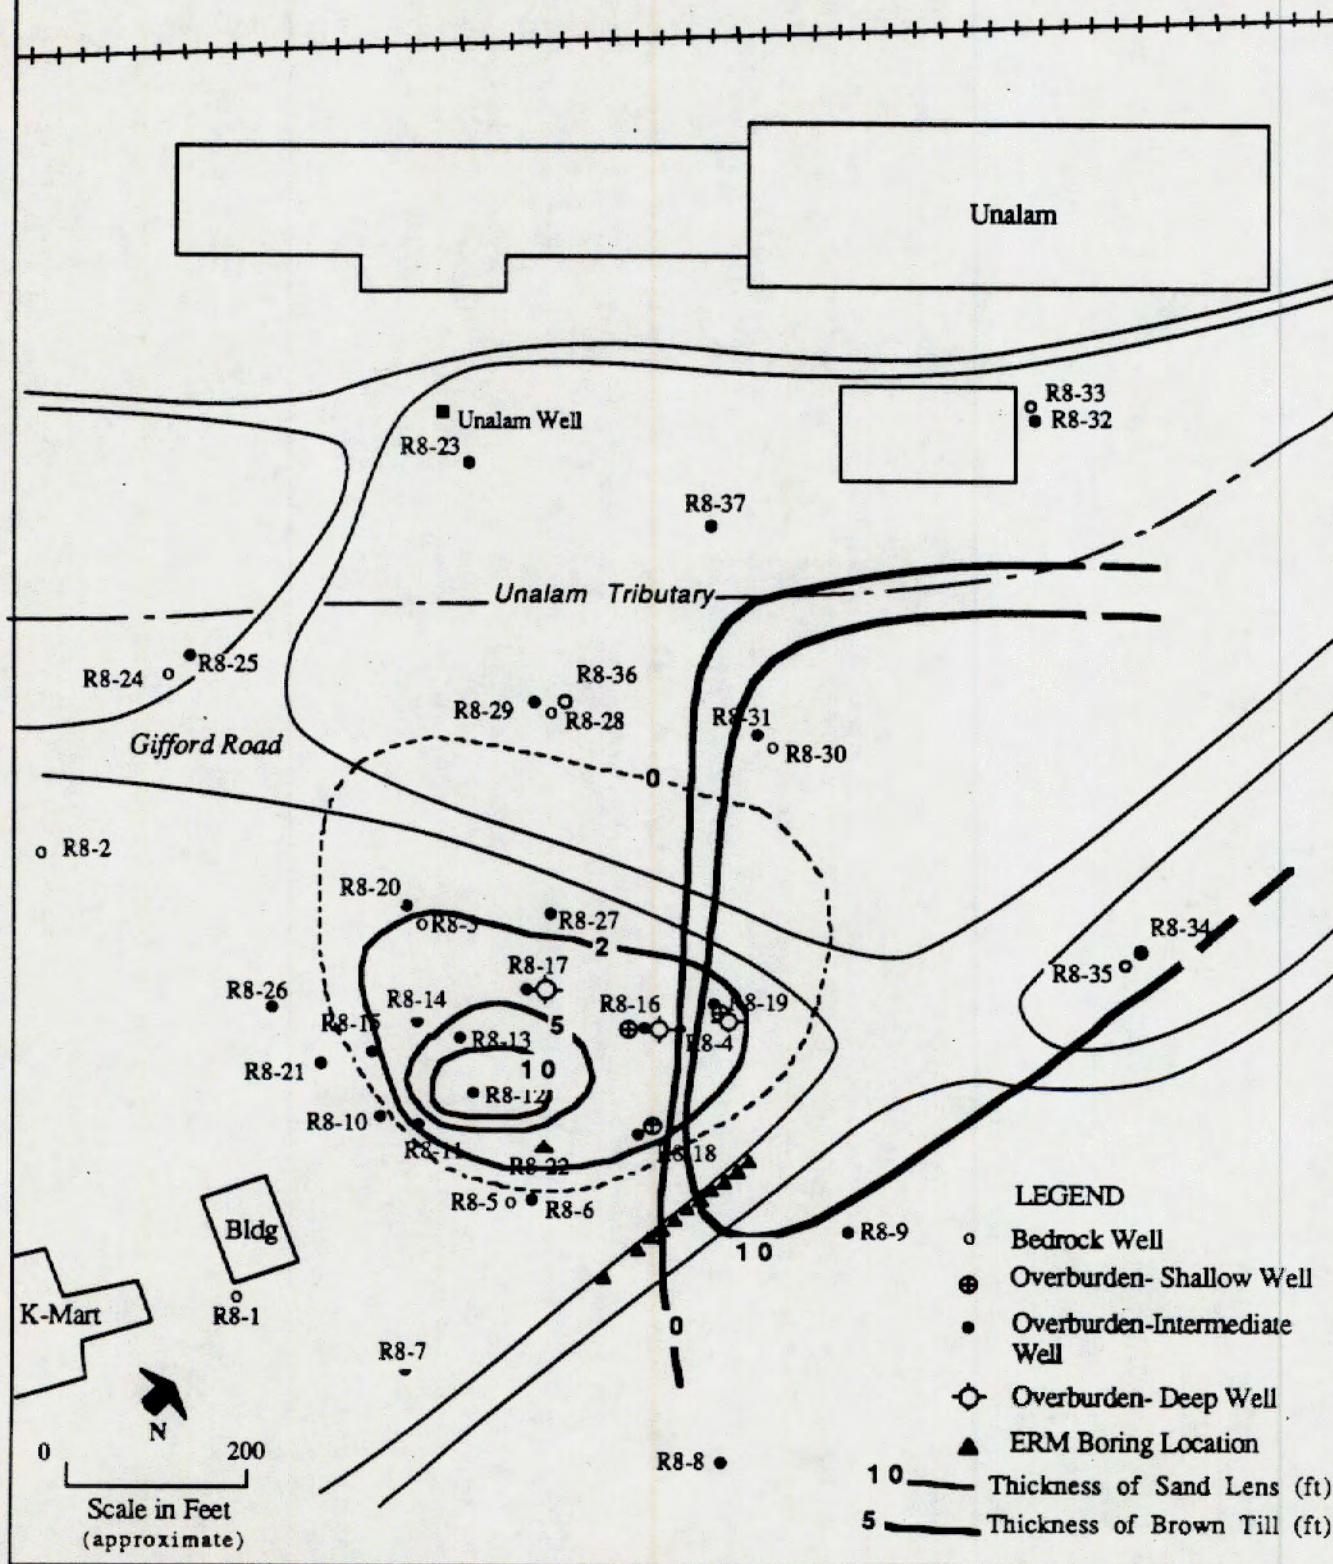 Unalam
R8-33
Unalam Well
R8-32
R8-23
R8-37
Unalam Tributary
R8-25
R8-24
R8-36
R8-29
R8-28
R8-31
Gifford Road
R8-30
0
R8-2
R8-20
R8-27
2
R8-34
R8-17
R8-35
R8-26
R8-14
R8-16
R8-19
R8-15
5
R8-13
R8-4
R8-21
10
R8-12
R8-10
R8-11
R8-18
R8-22
R8-5
R8-6
LEGEND
Bldg
R8-9
Bedrock Well
10
Overburden- Shallow Well
K-Mart
R8-1
Overburden-Intermediate
Well
0
R8-7
Overburden- Deep Well
N
ERM Boring Location
0 200
R8-8
10 Thickness of Sand Lens (ft)
Scale in Feet
5 Thickness of Brown Till (ft)
(approximate)